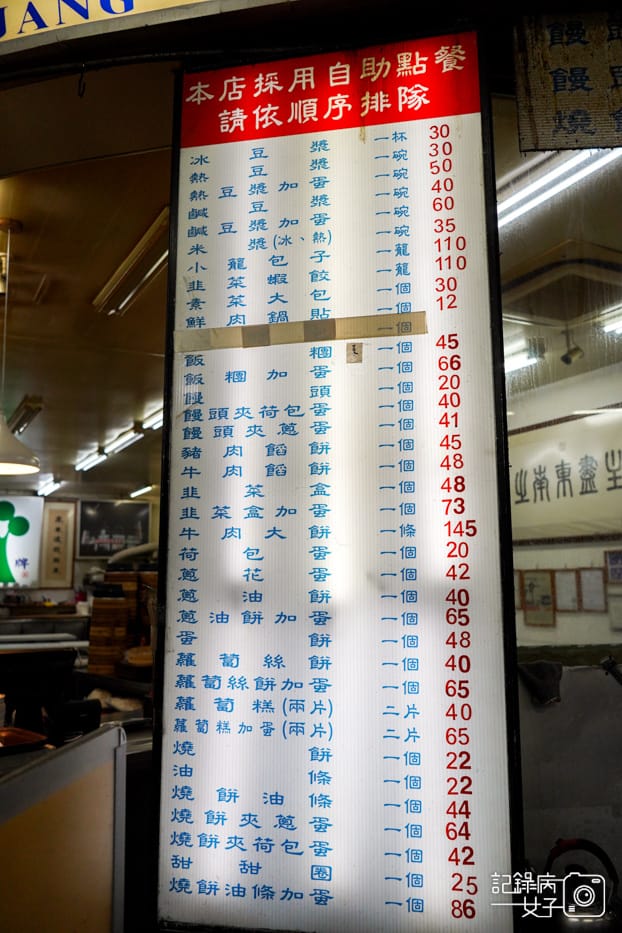 UANG
本店採用自助點餐
請依順序排隊
冰豆漿 一杯 30
熱豆漿 一碗 30
熱豆漿加蛋 一碗 50
鹹豆漿 一碗 40
鹹豆漿加蛋 一碗 60
米漿(冰、熱) 一碗 35
小籠包子 一籠 110
韭菜蝦餃 一籠 110
素菜大包 一個 30
鮮肉鍋貼 一個 12
一個
飯糰 一個 45
飯糰加蛋 一個 66
饅頭 一個 20
饅頭夾荷包蛋 一個 40
饅頭夾蔥蛋 一個 41
豬肉餡餅 一個 45
牛肉餡餅 一個 48
韭菜盒 一個 48
韭菜盒加蛋 一個 73
牛肉大餅 一條 145
荷包蛋 一個 20
蔥花蛋 一個 42
蔥油餅 一個 40
蔥油餅加蛋 一個 65
蛋餅 一個 48
蘿蔔絲餅 一個 40
蘿蔔絲餅加蛋 一個 65
蘿蔔糕(兩片) 二片 40
蘿蔔糕加蛋(兩片) 二片 65
燒餅 一個 22
油條 一個 22
燒餅油條 一個 44
燒餅夾蔥蛋 一個 64
燒餅夾荷包蛋 一個 42
甜甜圈 一個 25
燒餅油條加蛋 一個 86
饅頭
饅
燒
生盡東南
牌
記錄病女子